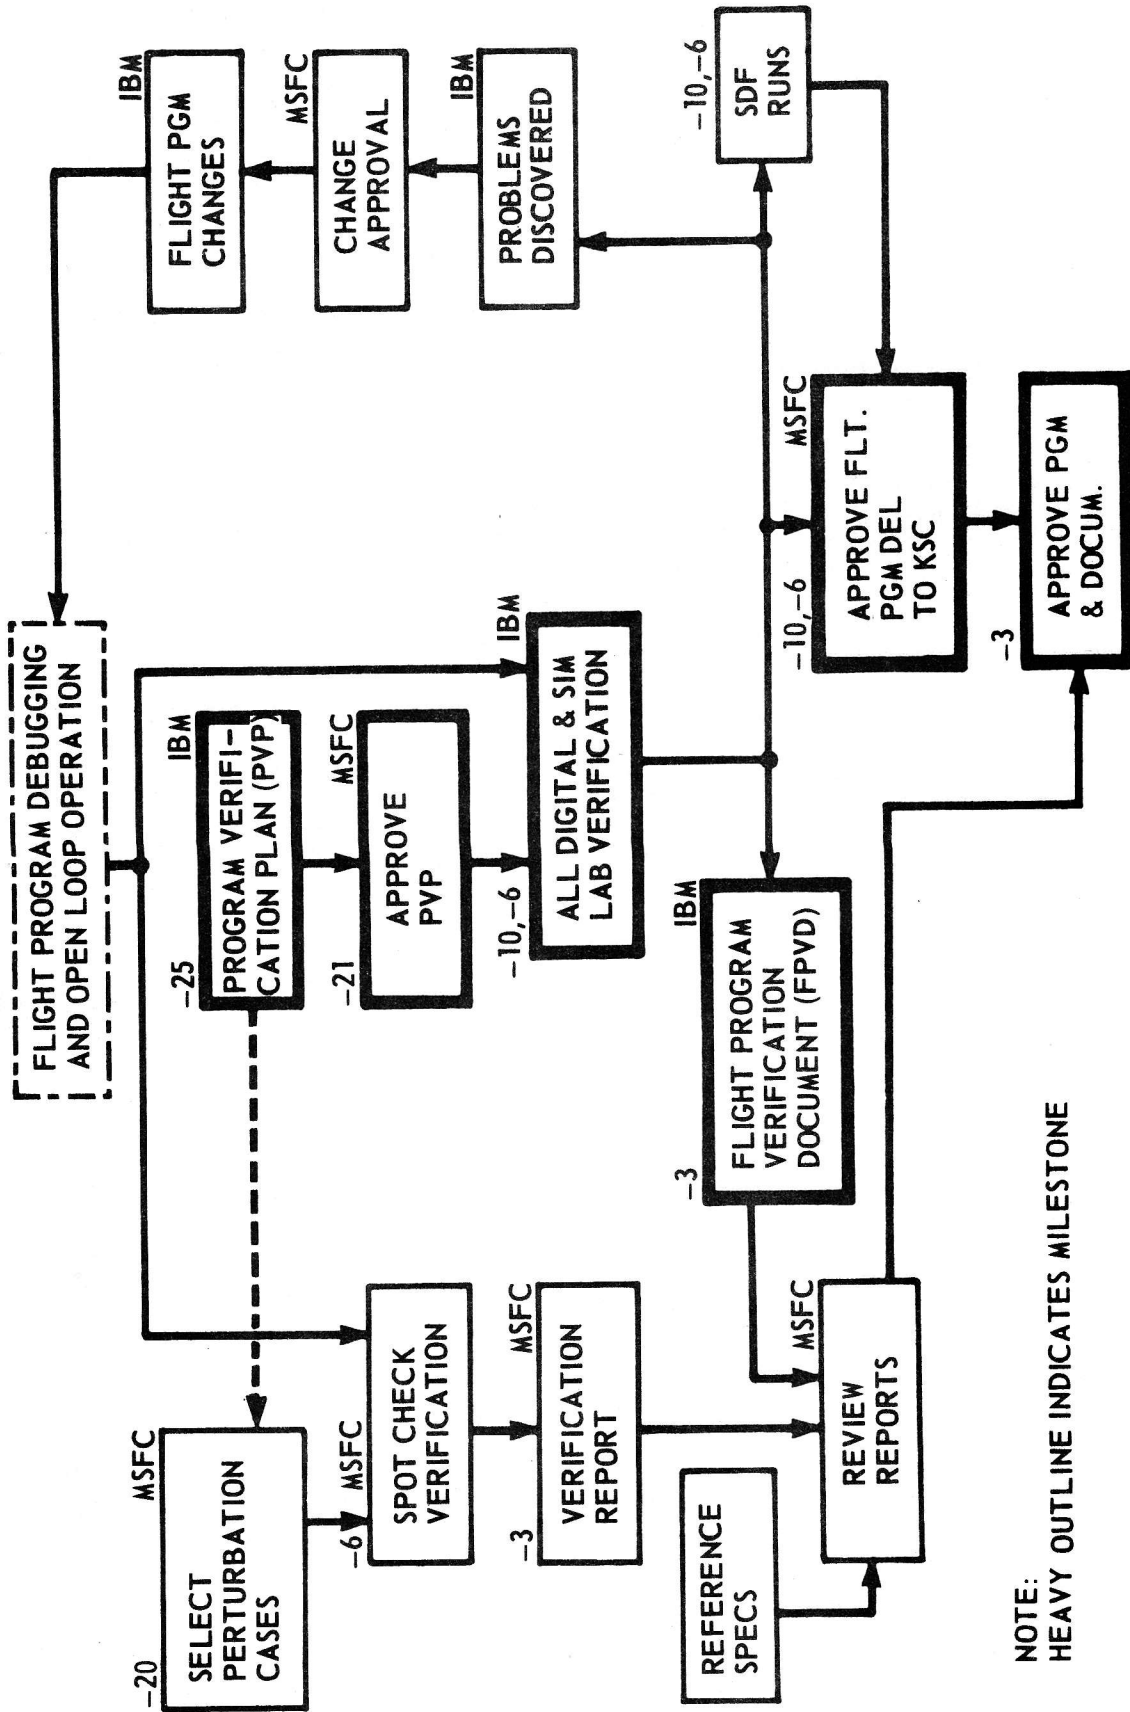 FLIGHT PROGRAM DEBUGGING
AND OPEN LOOP OPERATION
-20
MSFC
SELECT
PERTURBATION
CASES
-25
IBM
PROGRAM VERIFI-
CATION PLAN (PVP)
IBM
FLIGHT PGM
CHANGES
-6
MSFC
SPOT CHECK
VERIFICATION
-21
MSFC
APPROVE
PVP
MSFC
CHANGE
APPROVAL
-3
MSFC
VERIFICATION
REPORT
-10,-6
IBM
ALL DIGITAL & SIM
LAB VERIFICATION
IBM
PROBLEMS
DISCOVERED
REFERENCE
SPECS
-3
IBM
FLIGHT PROGRAM
VERIFICATION
DOCUMENT (FPVD)
-10,-6
SDF
RUNS
MSFC
REVIEW
REPORTS
-10,-6
MSFC
APPROVE FLT.
PGM DEL
TO KSC
-3
APPROVE PGM
& DOCUM.
NOTE:
HEAVY OUTLINE INDICATES MILESTONE